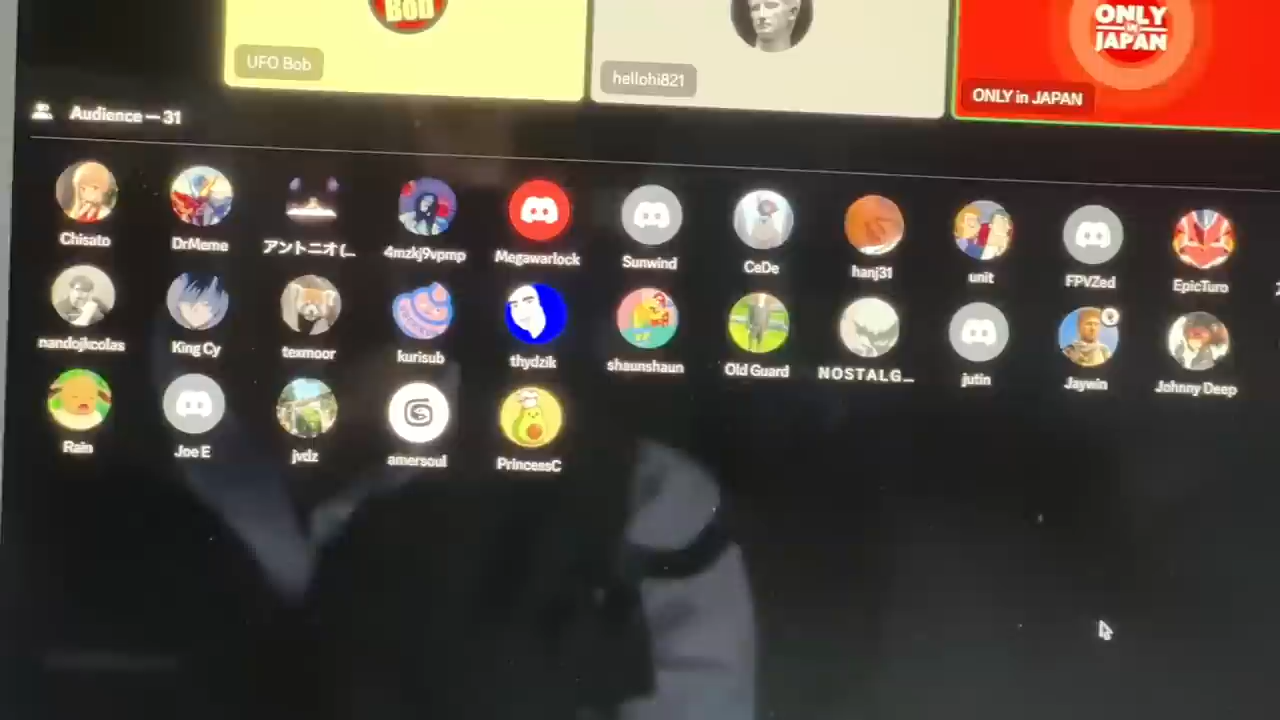 BOB
UFO Bob
hellohi821
ONLY
IN
JAPAN
ONLY in JAPAN
Audience — 31
Chisato
DrMeme
アントニオ (...
4mzkj9vpmp
Megawarlock
Sunwind
CeDe
hanj31
unit
FPVZed
EpicTuro
nandojkcolas
King Cy
texmoor
kurisub
thydzik
shaunshaun
Old Guard
NOSTALG...
jutin
Jaywin
Johnny Deep
Rain
Joe E
jvdz
amersoul
PrincessC